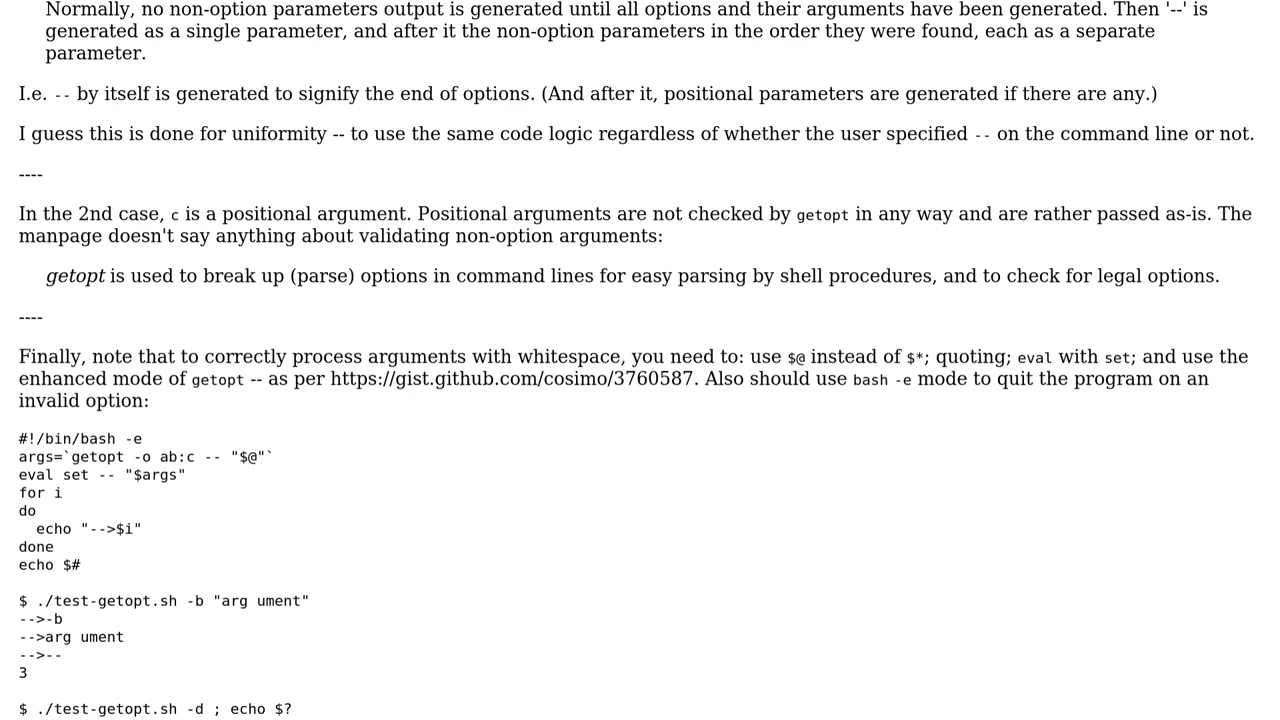 Normally, no non-option parameters output is generated until all options and their arguments have been generated. Then '--' is
generated as a single parameter, and after it the non-option parameters in the order they were found, each as a separate
parameter.
I.e. -- by itself is generated to signify the end of options. (And after it, positional parameters are generated if there are any.)
I guess this is done for uniformity -- to use the same code logic regardless of whether the user specified -- on the command line or not.
----
In the 2nd case, c is a positional argument. Positional arguments are not checked by getopt in any way and are rather passed as-is. The
manpage doesn't say anything about validating non-option arguments:
getopt is used to break up (parse) options in command lines for easy parsing by shell procedures, and to check for legal options.
----
Finally, note that to correctly process arguments with whitespace, you need to: use $@ instead of $*; quoting; eval with set; and use the
enhanced mode of getopt -- as per https://gist.github.com/cosimo/3760587. Also should use bash -e mode to quit the program on an
invalid option:
#!/bin/bash -e
args=`getopt -o ab:c -- "$@"`
eval set -- "$args"
for i
do
  echo "-->$i"
done
echo $#
$ ./test-getopt.sh -b "arg ument"
-->-b
-->arg ument
-->--
3
$ ./test-getopt.sh -d ; echo $?